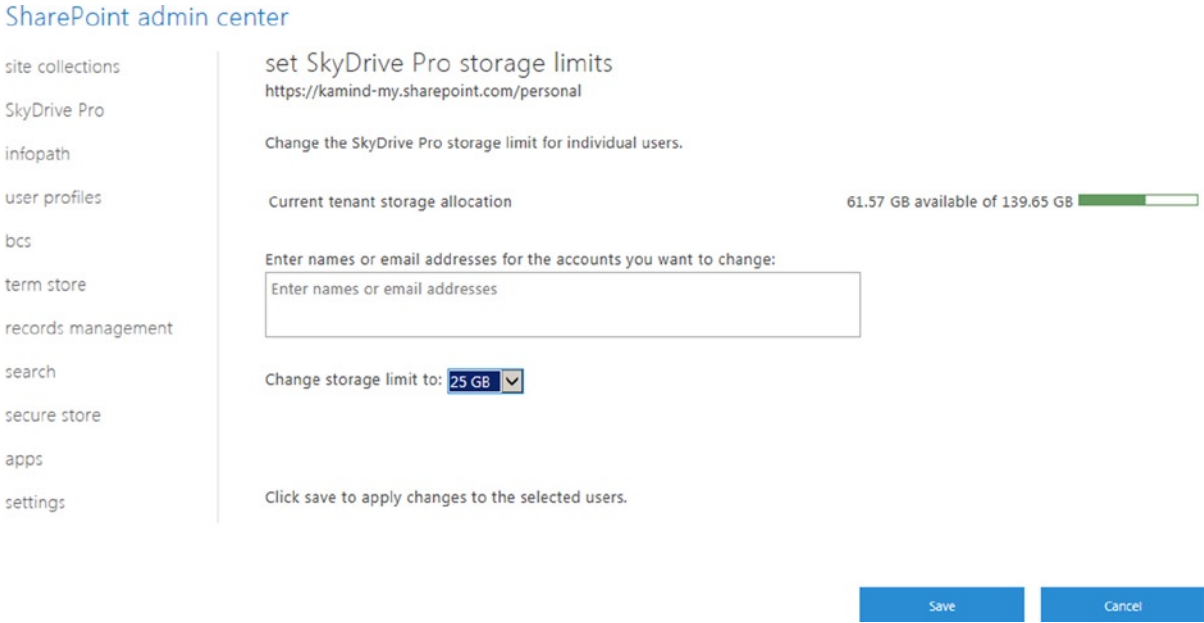 SharePoint admin center
site collections
SkyDrive Pro
infopath
user profiles
bcs
term store
records management
search
secure store
apps
settings
set SkyDrive Pro storage limits
https://kamind-my.sharepoint.com/personal
Change the SkyDrive Pro storage limit for individual users.
Current tenant storage allocation 61.57 GB available of 139.65 GB
Enter names or email addresses for the accounts you want to change:
Enter names or email addresses
Change storage limit to: 25 GB
Click save to apply changes to the selected users.
Save Cancel